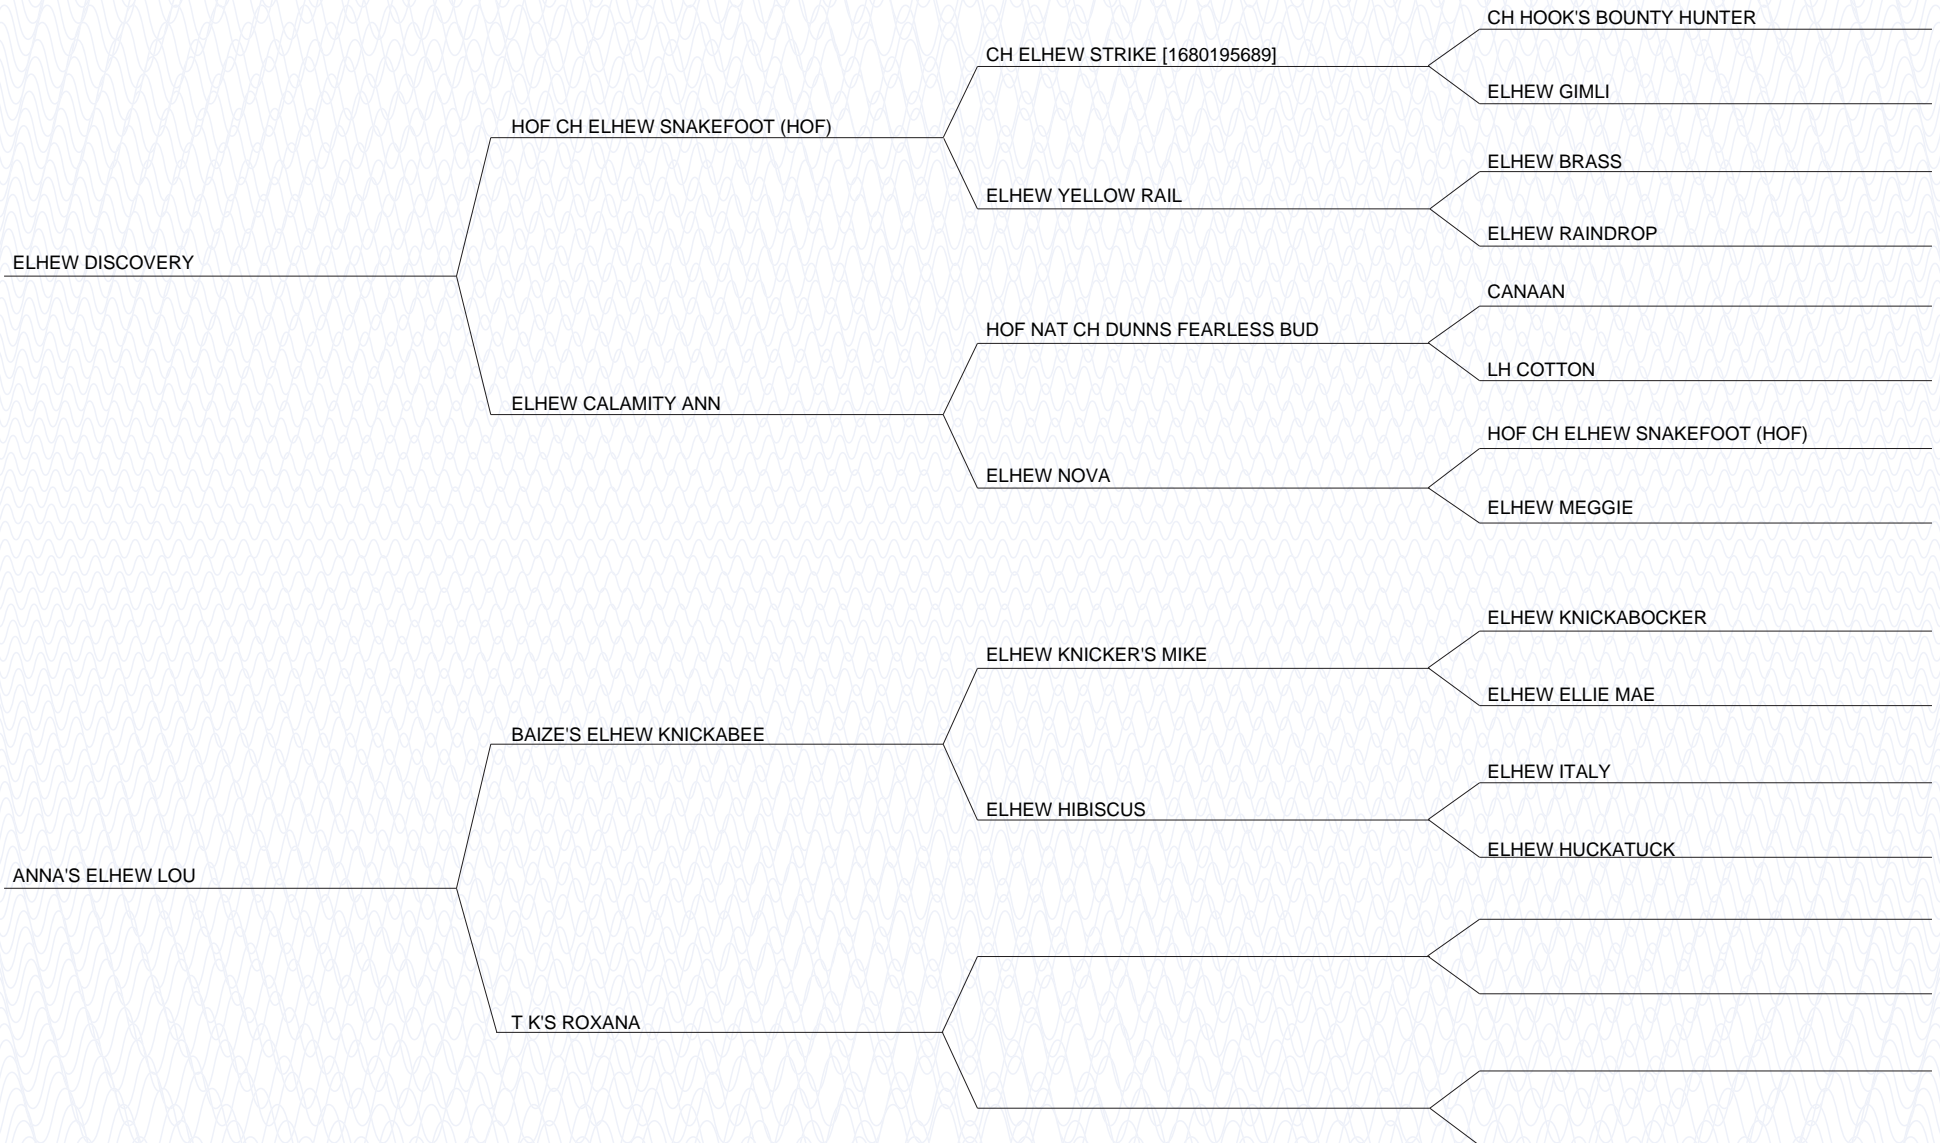 CH HOOK'S BOUNTY HUNTER
CH ELHEW STRIKE [1680195689]
ELHEW GIMLI
HOF CH ELHEW SNAKEFOOT (HOF)
ELHEW BRASS
ELHEW YELLOW RAIL
ELHEW RAINDROP
ELHEW DISCOVERY
CANAAN
HOF NAT CH DUNNS FEARLESS BUD
LH COTTON
ELHEW CALAMITY ANN
HOF CH ELHEW SNAKEFOOT (HOF)
ELHEW NOVA
ELHEW MEGGIE
ELHEW KNICKABOCKER
ELHEW KNICKER'S MIKE
ELHEW ELLIE MAE
BAIZE'S ELHEW KNICKABEE
ELHEW ITALY
ELHEW HIBISCUS
ELHEW HUCKATUCK
ANNA'S ELHEW LOU
T K'S ROXANA